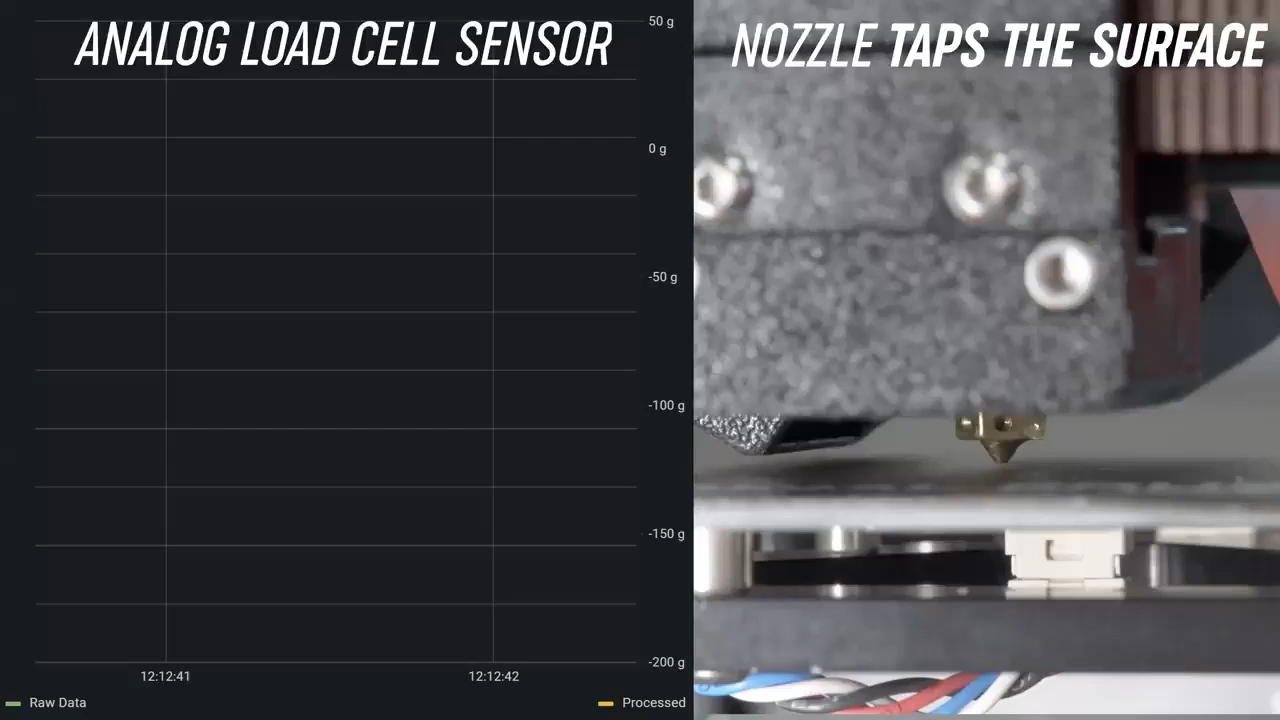 ANALOG LOAD CELL SENSOR
50 g
0 g
-50 g
-100 g
-150 g
-200 g
12:12:41
12:12:42
Raw Data
Processed
NOZZLE TAPS THE SURFACE